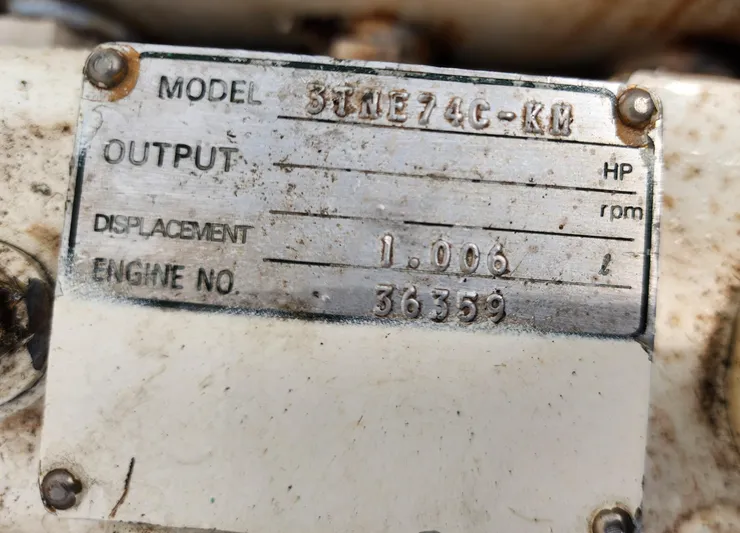 MODEL 3TNE74C-KM
OUTPUT HP
rpm
DISPLACEMENT 1.006 ℓ
ENGINE NO. 36359